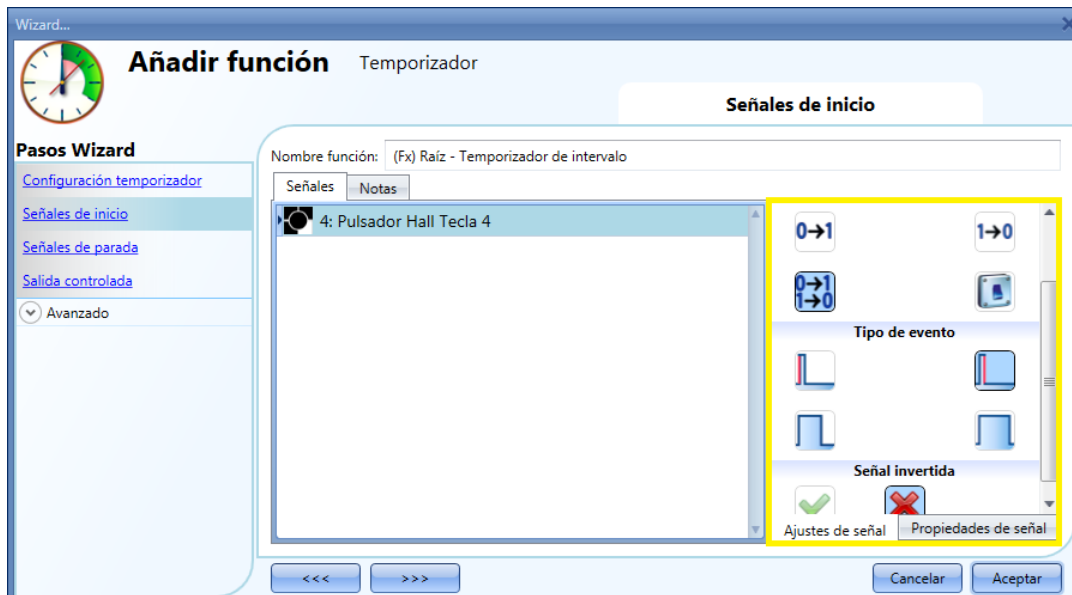 Wizard...
Añadir función Temporizador
Señales de inicio
Pasos Wizard
Configuración temporizador
Señales de inicio
Señales de parada
Salida controlada
Avanzado
Nombre función: (Fx) Raíz - Temporizador de intervalo
Señales Notas
4: Pulsador Hall Tecla 4
0→1 1→0
0→1
1→0
Tipo de evento
Señal invertida
Ajustes de señal Propiedades de señal
<<< >>> Cancelar Aceptar